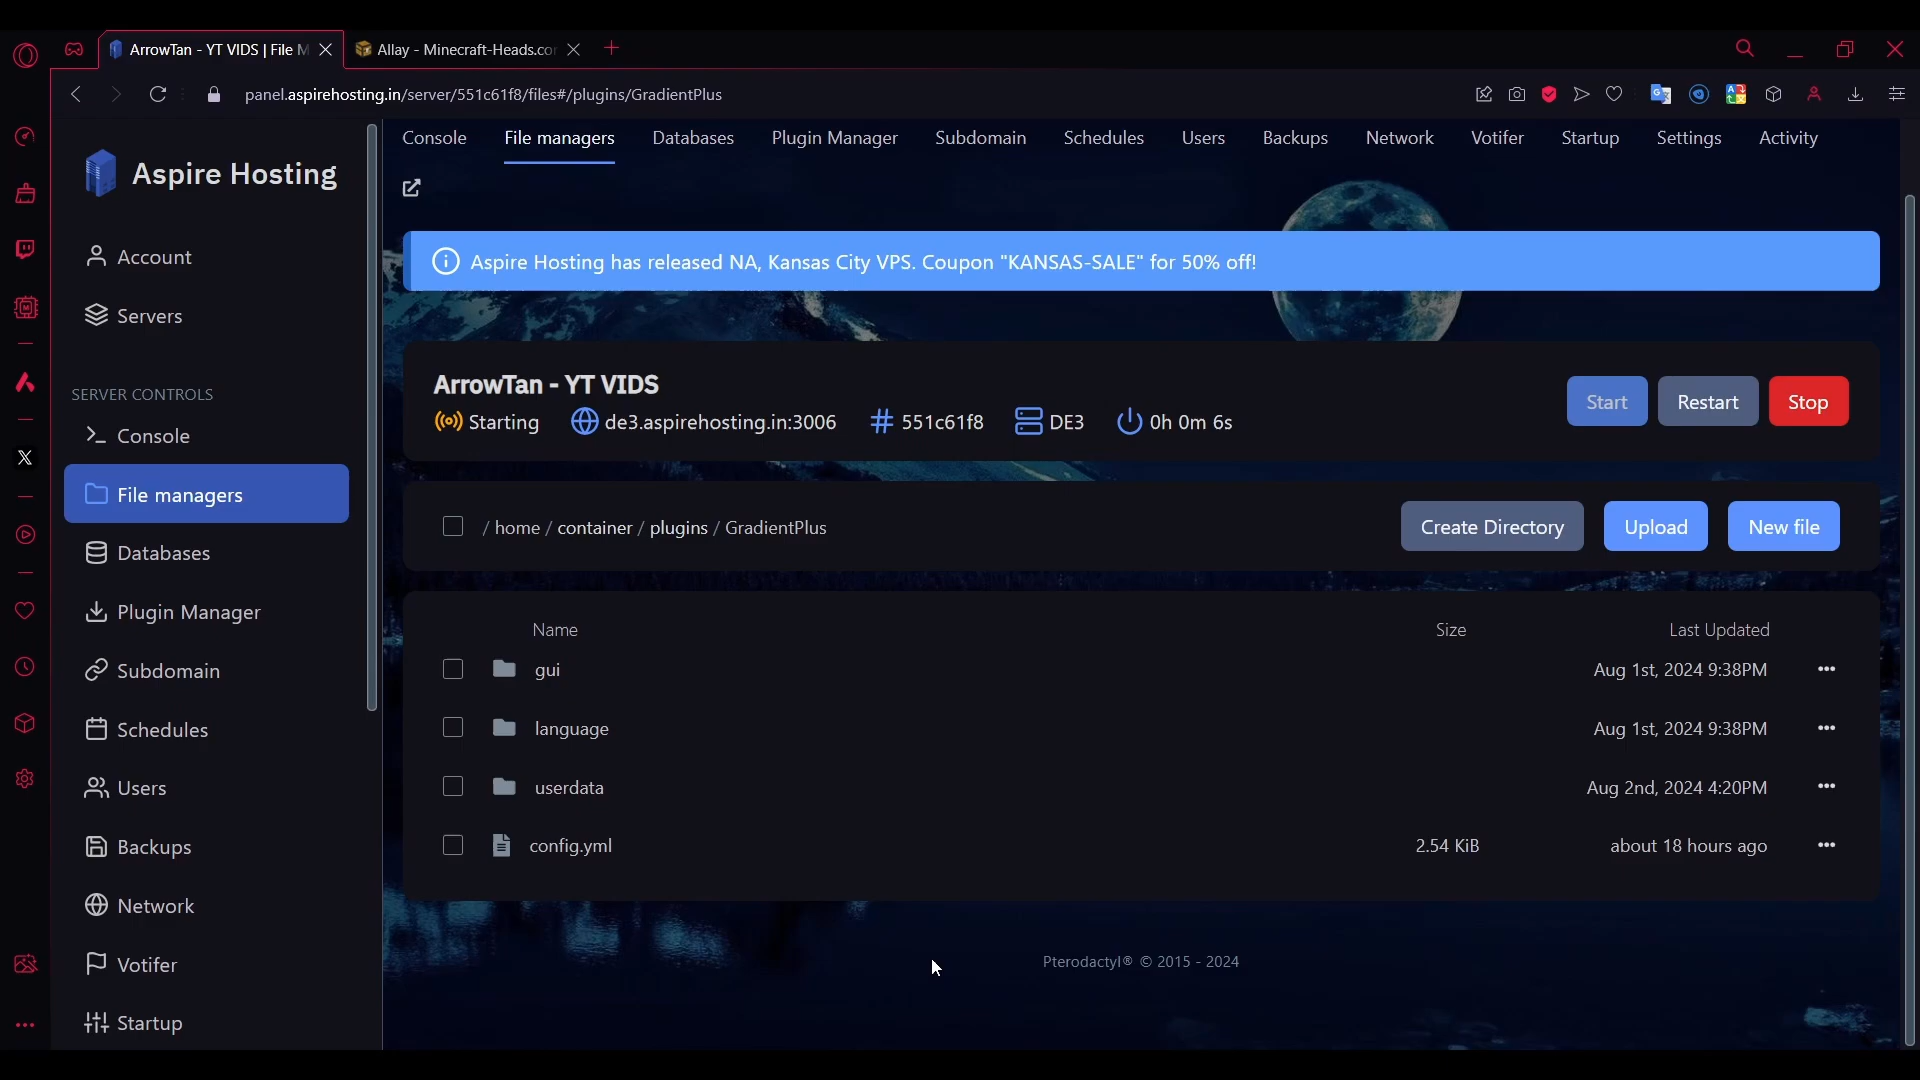 ArrowTan - YT VIDS | File M
Allay - Minecraft-Heads.cor
panel.aspirehosting.in/server/551c61f8/files#/plugins/GradientPlus
Aspire Hosting
Account
Servers
SERVER CONTROLS
Console
File managers
Databases
Plugin Manager
Subdomain
Schedules
Users
Backups
Network
Votifer
Startup
Console File managers Databases Plugin Manager Subdomain Schedules Users Backups Network Votifer Startup Settings Activity
Aspire Hosting has released NA, Kansas City VPS. Coupon "KANSAS-SALE" for 50% off!
ArrowTan - YT VIDS
Starting de3.aspirehosting.in:3006 551c61f8 DE3 0h 0m 6s
Start Restart Stop
/ home / container / plugins / GradientPlus
Create Directory Upload New file
Name Size Last Updated
gui Aug 1st, 2024 9:38PM
language Aug 1st, 2024 9:38PM
userdata Aug 2nd, 2024 4:20PM
config.yml 2.54 KiB about 18 hours ago
Pterodactyl® © 2015 - 2024